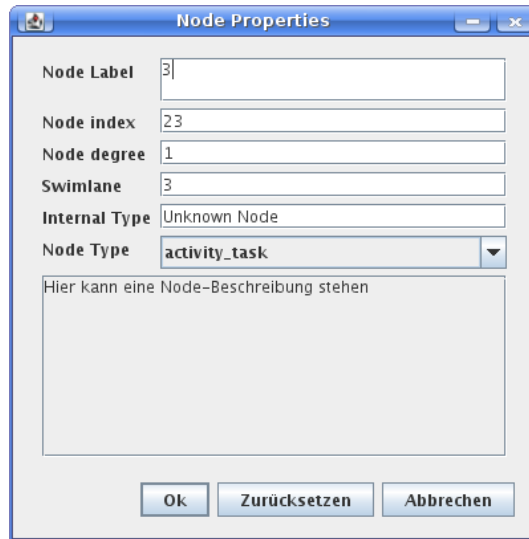 Node Properties
Node Label 3
Node index 23
Node degree 1
Swimlane 3
Internal Type Unknown Node
Node Type activity_task
Hier kann eine Node-Beschreibung stehen
Ok Zurücksetzen Abbrechen